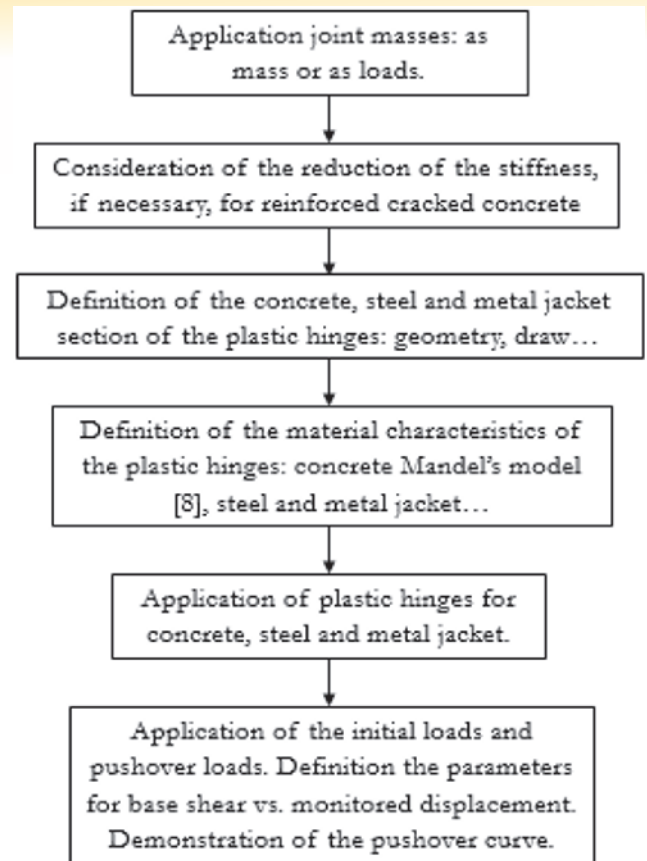 Application joint masses: as
mass or as loads.
Consideration of the reduction of the stiffness,
if necessary, for reinforced cracked concrete
Definition of the concrete, steel and metal jacket
section of the plastic hinges: geometry, draw…
Definition of the material characteristics of
the plastic hinges: concrete Mandel’s model
[8], steel and metal jacket…
Application of plastic hinges for
concrete, steel and metal jacket.
Application of the initial loads and
pushover loads. Definition the parameters
for base shear vs. monitored displacement.
Demonstration of the pushover curve.